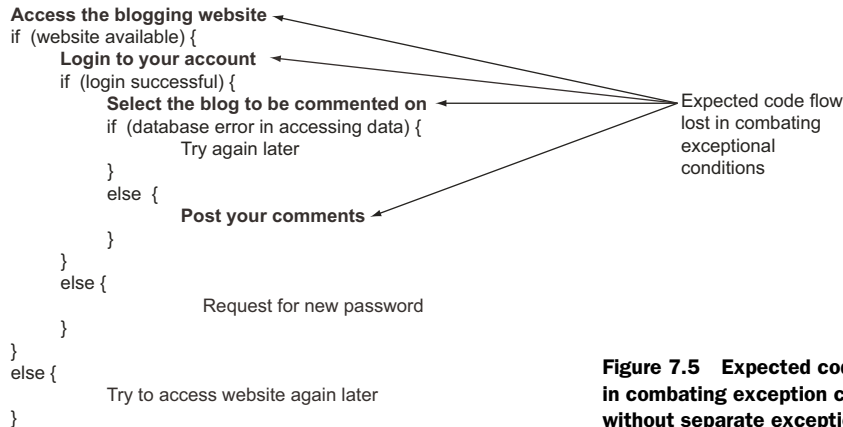 Access the blogging website
if (website available) {
Login to your account
if (login successful) {
Select the blog to be commented on
if (database error in accessing data) {
Try again later
}
else {
Post your comments
}
}
else {
Request for new password
}
}
else {
Try to access website again later
}
Expected code flow
lost in combating
exceptional
conditions
Figure 7.5 Expected
in combating exception
without separate